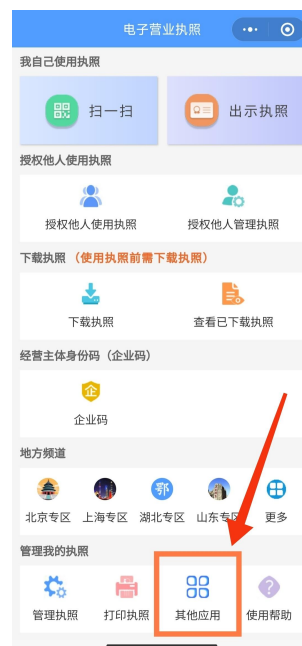 电子营业执照
我自己使用执照
扫一扫
出示执照
授权他人使用执照
授权他人使用执照 授权他人管理执照
下载执照（使用执照前需下载执照）
下载执照 查看已下载执照
经营主体身份码（企业码）
企
企业码
地方频道
鄂
北京专区 上海专区 湖北专区 山东专区 更多
管理我的执照
?
管理执照 打印执照 其他应用 使用帮助